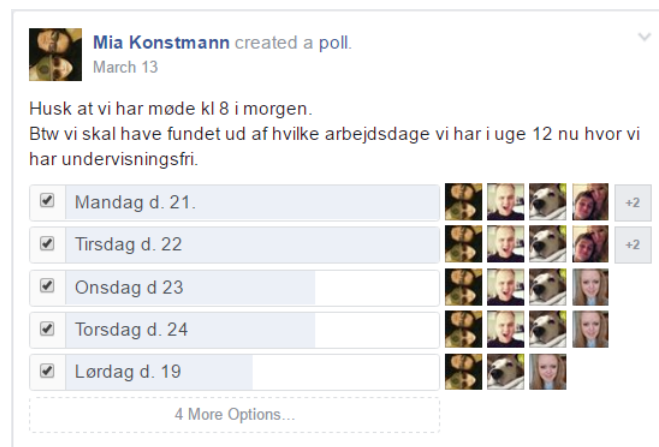 Mia Konstmann created a poll.
March 13
Husk at vi har møde kl 8 i morgen.
Btw vi skal have fundet ud af hvilke arbejdsdage vi har i uge 12 nu hvor vi
har undervisningsfri.
Mandag d. 21.
+2
Tirsdag d. 22
+2
Onsdag d 23
Torsdag d. 24
Lørdag d. 19
4 More Options...